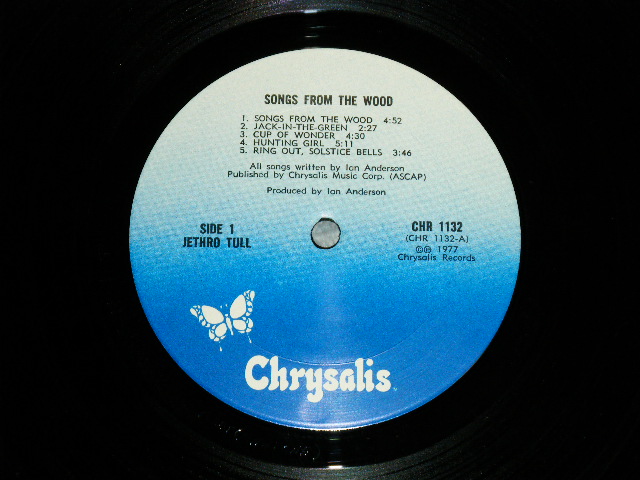 SONGS FROM THE WOOD
1. SONGS FROM THE WOOD 4:52
2. JACK-IN-THE-GREEN 2:27
3. CUP OF WONDER 4:30
4. HUNTING GIRL 5:11
5. RING OUT, SOLSTICE BELLS 3:46
All songs written by Ian Anderson
Published by Chrysalis Music Corp. (ASCAP)
Produced by Ian Anderson
SIDE 1
JETHRO TULL
CHR 1132
(CHR 1132-A)
©℗ 1977
Chrysalis Records
Chrysalis